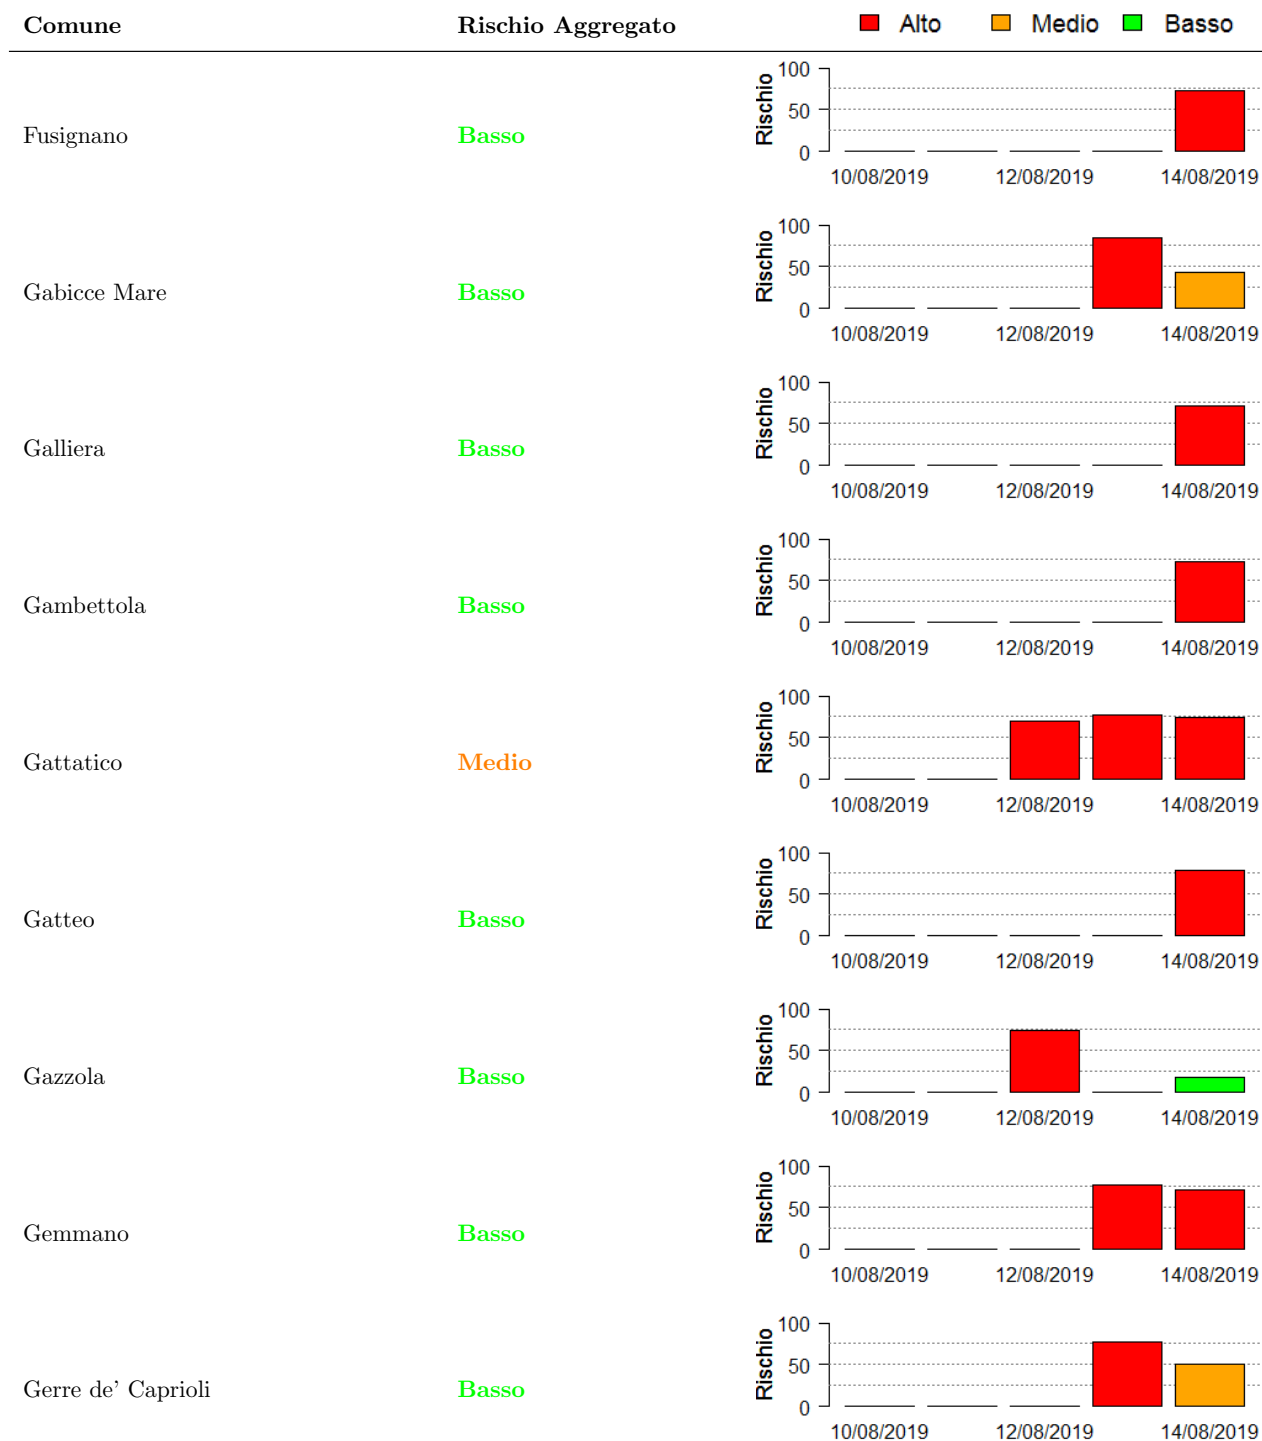 Comune Rischio Aggregato Alto Medio Basso
Fusignano Basso Rischio 100 50 0
10/08/2019 12/08/2019 14/08/2019
Gabicce Mare Basso Rischio 100 50 0
10/08/2019 12/08/2019 14/08/2019
Galliera Basso Rischio 100 50 0
10/08/2019 12/08/2019 14/08/2019
Gambettola Basso Rischio 100 50 0
10/08/2019 12/08/2019 14/08/2019
Gattatico Medio Rischio 100 50 0
10/08/2019 12/08/2019 14/08/2019
Gatteo Basso Rischio 100 50 0
10/08/2019 12/08/2019 14/08/2019
Gazzola Basso Rischio 100 50 0
10/08/2019 12/08/2019 14/08/2019
Gemmano Basso Rischio 100 50 0
10/08/2019 12/08/2019 14/08/2019
Gerre de' Caprioli Basso Rischio 100 50 0
10/08/2019 12/08/2019 14/08/2019